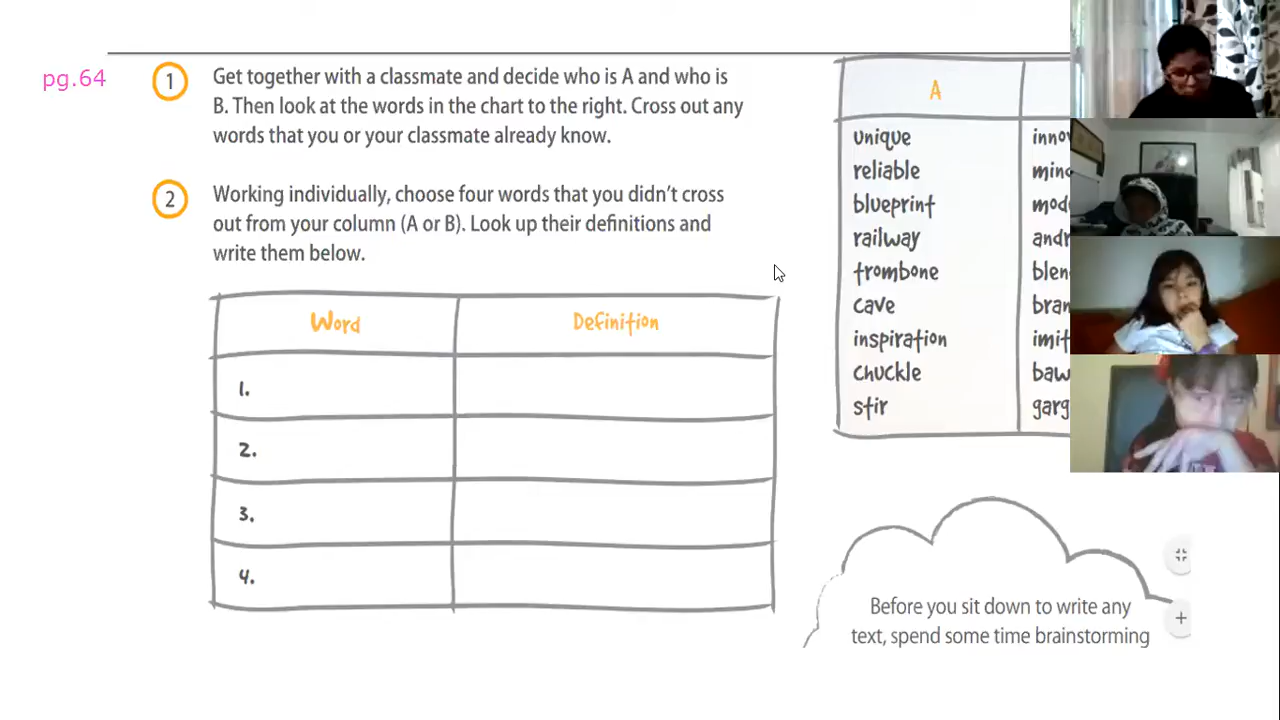 pg.64
1 Get together with a classmate and decide who is A and who is
B. Then look at the words in the chart to the right. Cross out any
words that you or your classmate already know.
2 Working individually, choose four words that you didn't cross
out from your column (A or B). Look up their definitions and
write them below.
Word Definition
1.
2.
3.
4.
A
unique
reliable
blueprint
railway
trombone
cave
inspiration
chuckle
stir
Before you sit down to write any
text, spend some time brainstorming